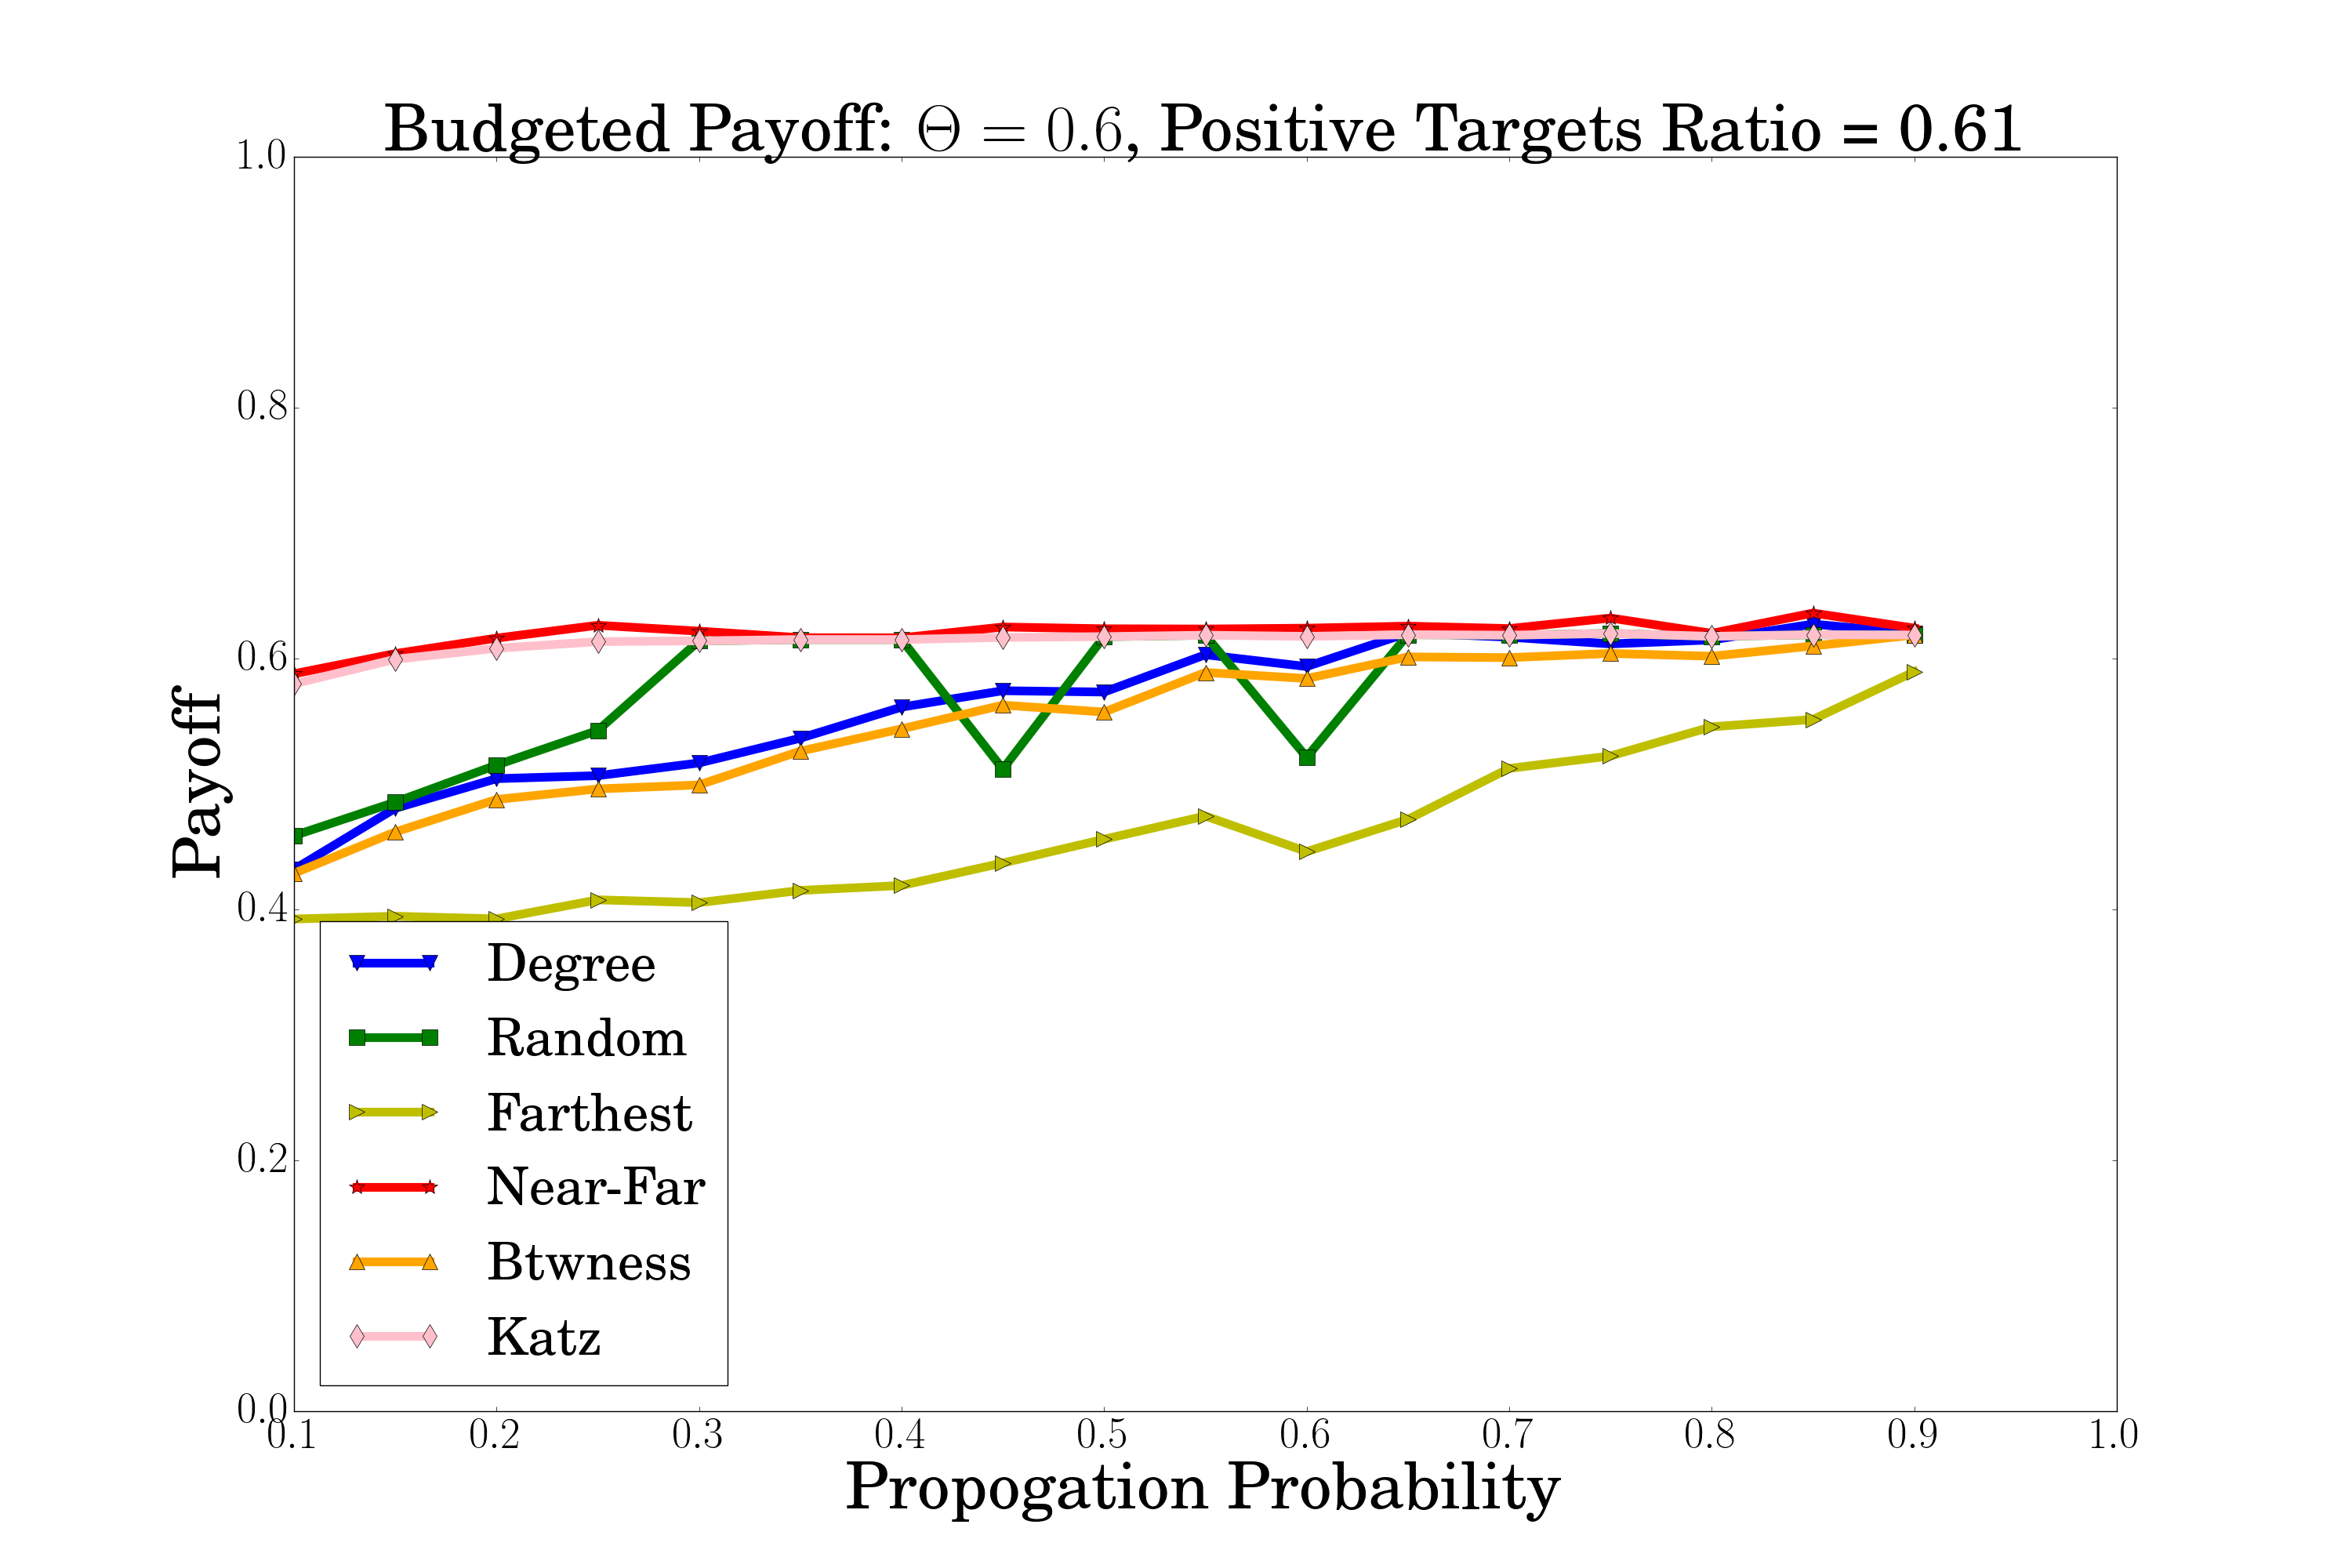 Budgeted Payoff: Θ = 0.6, Positive Targets Ratio = 0.61
1.0
0.8
0.6
0.4
0.2
0.0
Payoff
Degree
Random
Farthest
Near-Far
Btwness
Katz
0.1 0.2 0.3 0.4 0.5 0.6 0.7 0.8 0.9 1.0
Propogation Probability